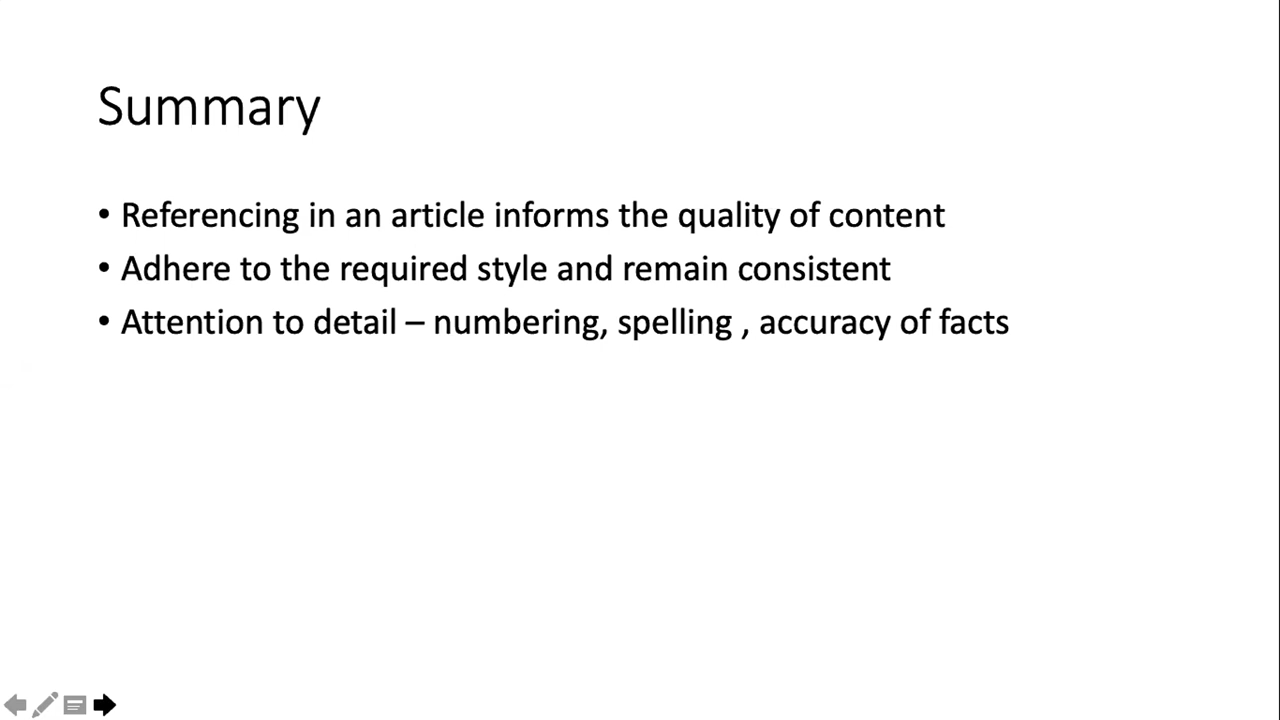 Summary
• Referencing in an article informs the quality of content
• Adhere to the required style and remain consistent
• Attention to detail – numbering, spelling , accuracy of facts